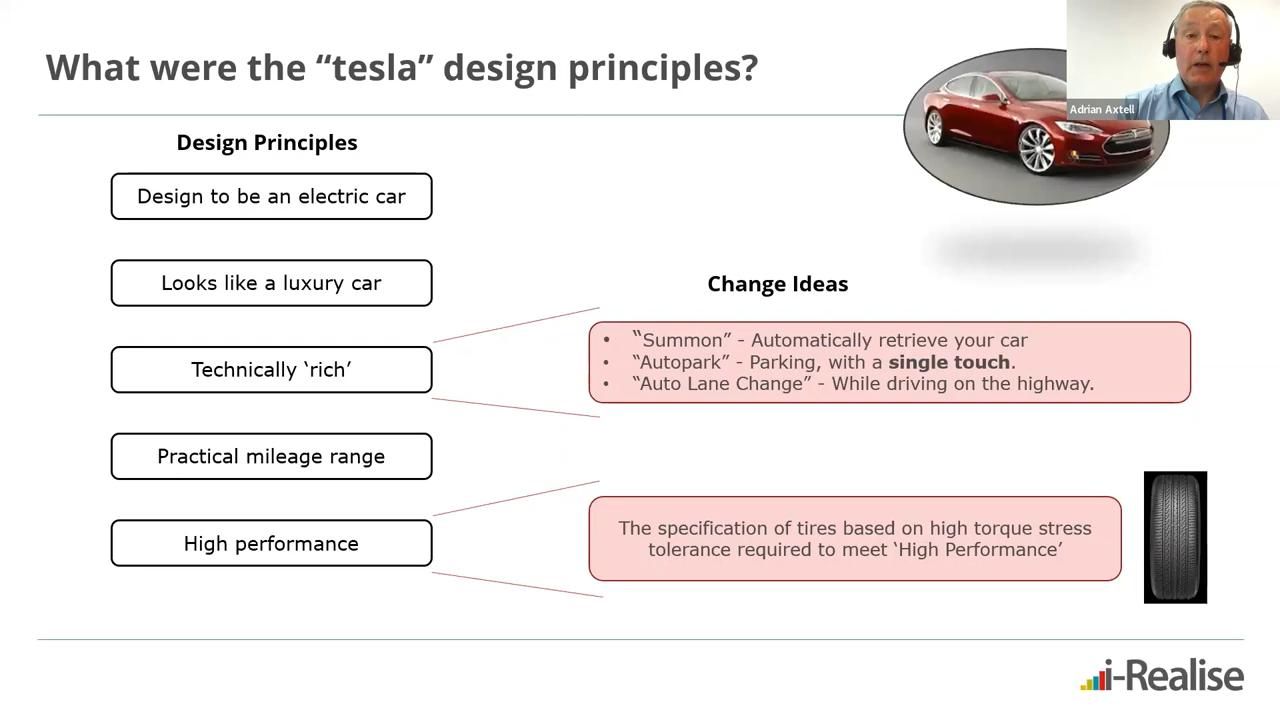 What were the “tesla” design principles?
Adrian Axtell
Design Principles
Design to be an electric car
Looks like a luxury car
Technically ‘rich’
Practical mileage range
High performance
Change Ideas
• “Summon” - Automatically retrieve your car
• “Autopark” - Parking, with a single touch.
• “Auto Lane Change” - While driving on the highway.
The specification of tires based on high torque stress
tolerance required to meet ‘High Performance’
i-Realise